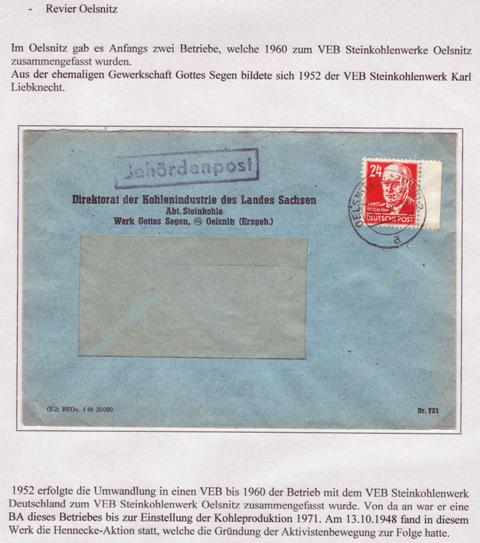 - Revier Oelsnitz
Im Oelsnitz gab es Anfangs zwei Betriebe, welche 1960 zum VEB Steinkohlenwerke Oelsnitz
zusammengefasst wurden.
Aus der ehemaligen Gewerkschaft Gottes Segen bildete sich 1952 der VEB Steinkohlenwerk Karl
Liebknecht.
Behördenpost
24
DEUTSCHE POST
OELSN
a
Direktorat der Kohlenindustrie des Landes Sachsen
Abt. Steinkohle
Werk Gottes Segen, Oelsnitz (Erzgeb.)
Dr. 721
1952 erfolgte die Umwandlung in einen VEB bis 1960 der Betrieb mit dem VEB Steinkohlenwerk
Deutschland zum VEB Steinkohlenwerk Oelsnitz zusammengefasst wurde. Von da an war er eine
BA dieses Betriebes bis zur Einstellung der Kohleproduktion 1971. Am 13.10.1948 fand in diesem
Werk die Hennecke-Aktion statt, welche die Gründung der Aktivistenbewegung zur Folge hatte.